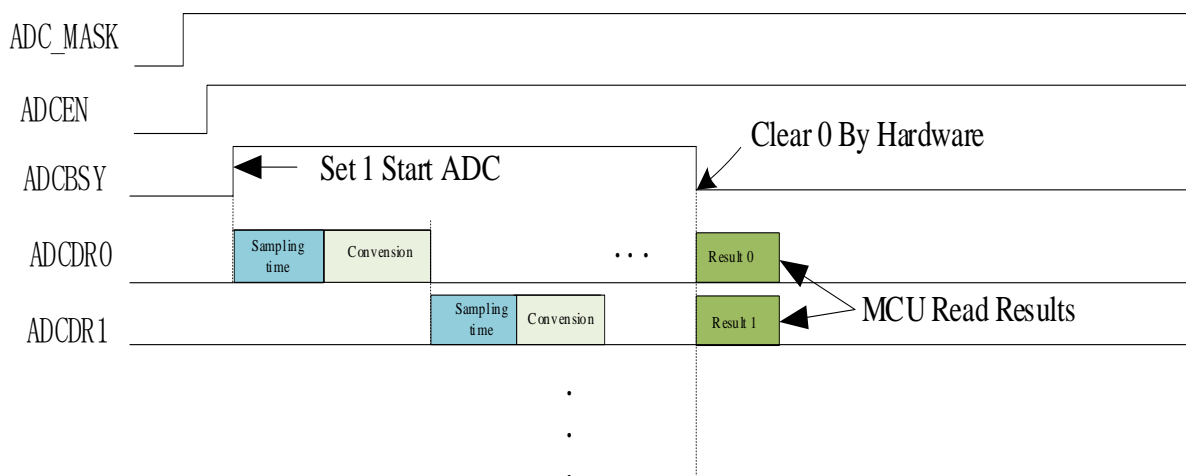 ADC_MASK
ADCEN
Clear 0 By Hardware
ADCBSY
Set 1 Start ADC
ADCDR0
Sampling
time
Convension
. . .
Result 0
MCU Read Results
ADCDR1
Sampling
time
Convension
Result 1
.
.
.